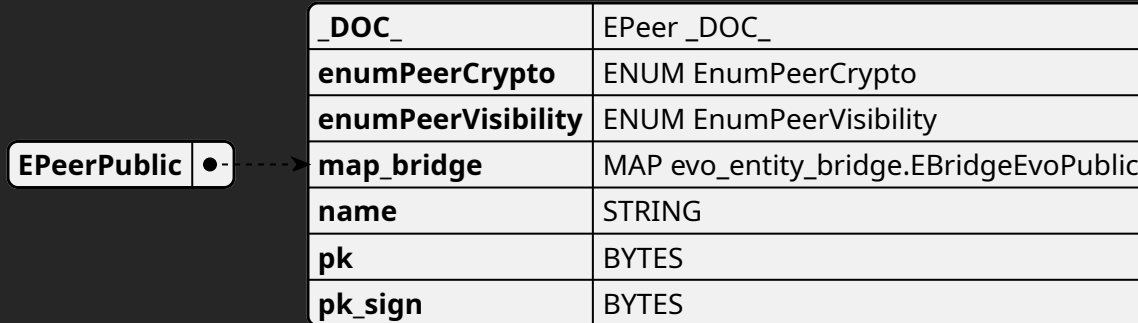 _DOC_ EPeer _DOC_
enumPeerCrypto ENUM EnumPeerCrypto
enumPeerVisibility ENUM EnumPeerVisibility
EPeerPublic map_bridge MAP evo_entity_bridge.EBridgeEvoPublic
name STRING
pk BYTES
pk_sign BYTES